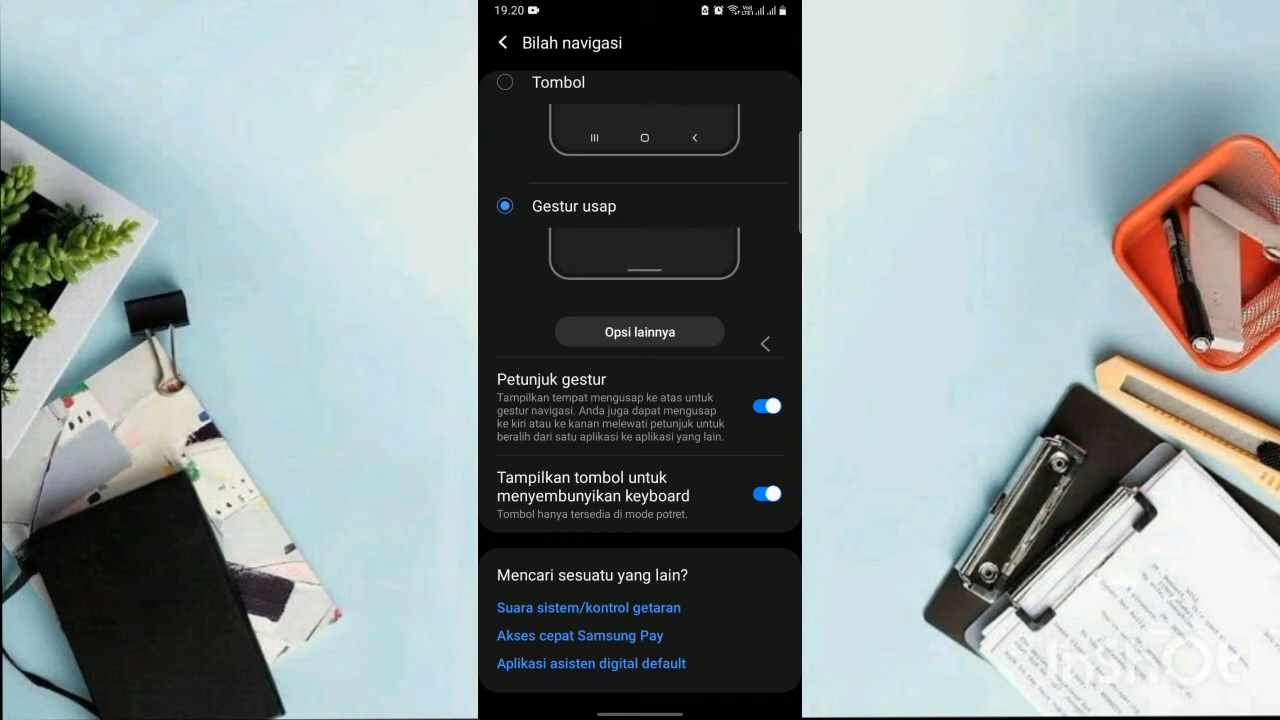 19.20
Bilah navigasi
Tombol
Gestur usap
Opsi lainnya
Petunjuk gestur
Tampilkan tempat mengusap ke atas untuk
gestur navigasi. Anda juga dapat mengusap
ke kiri atau ke kanan melewati petunjuk untuk
beralih dari satu aplikasi ke aplikasi yang lain.
Tampilkan tombol untuk
menyembunyikan keyboard
Tombol hanya tersedia di mode potret.
Mencari sesuatu yang lain?
Suara sistem/kontrol getaran
Akses cepat Samsung Pay
Aplikasi asisten digital default
InShOt